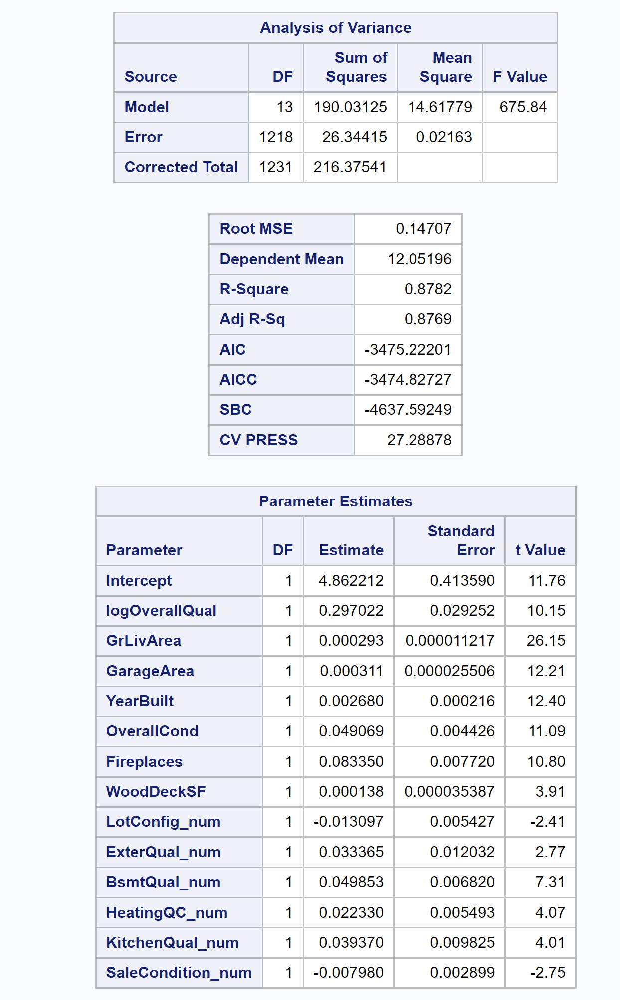 Analysis of Variance
Source DF Sum of Squares Mean Square F Value
Model 13 190.03125 14.61779 675.84
Error 1218 26.34415 0.02163
Corrected Total 1231 216.37541
Root MSE 0.14707
Dependent Mean 12.05196
R-Square 0.8782
Adj R-Sq 0.8769
AIC -3475.22201
AICC -3474.82727
SBC -4637.59249
CV PRESS 27.28878
Parameter Estimates
Parameter DF Estimate Standard Error t Value
Intercept 1 4.862212 0.413590 11.76
logOverallQual 1 0.297022 0.029252 10.15
GrLivArea 1 0.000293 0.000011217 26.15
GarageArea 1 0.000311 0.000025506 12.21
YearBuilt 1 0.002680 0.000216 12.40
OverallCond 1 0.049069 0.004426 11.09
Fireplaces 1 0.083350 0.007720 10.80
WoodDeckSF 1 0.000138 0.000035387 3.91
LotConfig_num 1 -0.013097 0.005427 -2.41
ExterQual_num 1 0.033365 0.012032 2.77
BsmtQual_num 1 0.049853 0.006820 7.31
HeatingQC_num 1 0.022330 0.005493 4.07
KitchenQual_num 1 0.039370 0.009825 4.01
SaleCondition_num 1 -0.007980 0.002899 -2.75